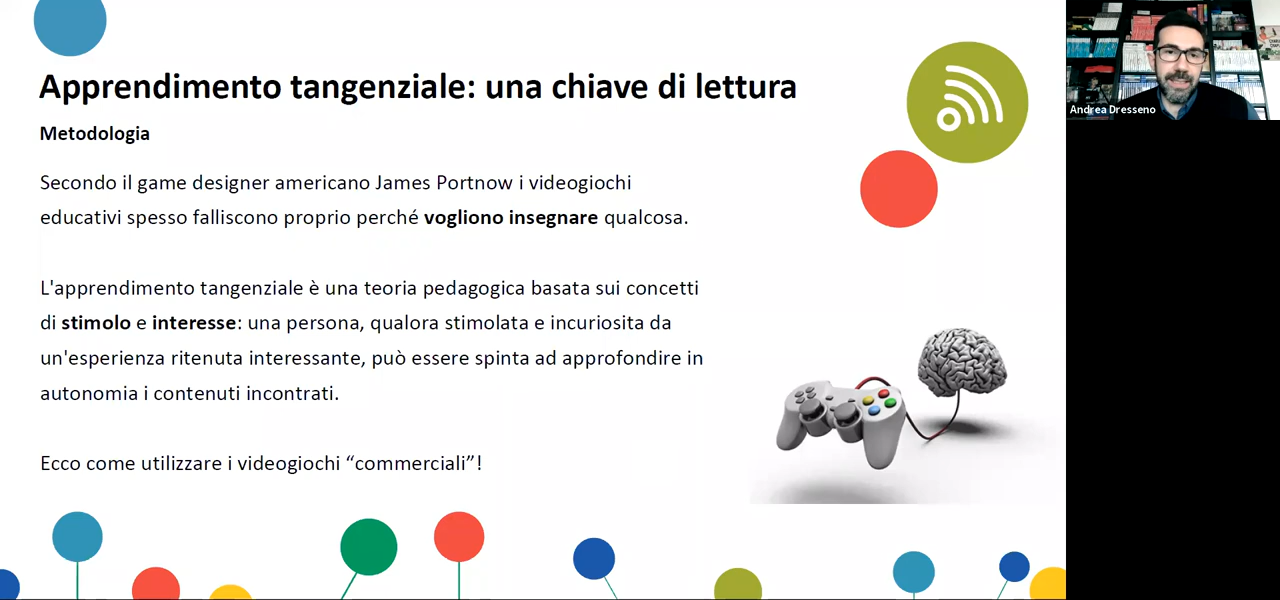 Apprendimento tangenziale: una chiave di lettura
Metodologia
Secondo il game designer americano James Portnow i videogiochi
educativi spesso falliscono proprio perché vogliono insegnare qualcosa.
L'apprendimento tangenziale è una teoria pedagogica basata sui concetti
di stimolo e interesse: una persona, qualora stimolata e incuriosita da
un'esperienza ritenuta interessante, può essere spinta ad approfondire in
autonomia i contenuti incontrati.
Ecco come utilizzare i videogiochi “commerciali”!
Andrea Dresseno